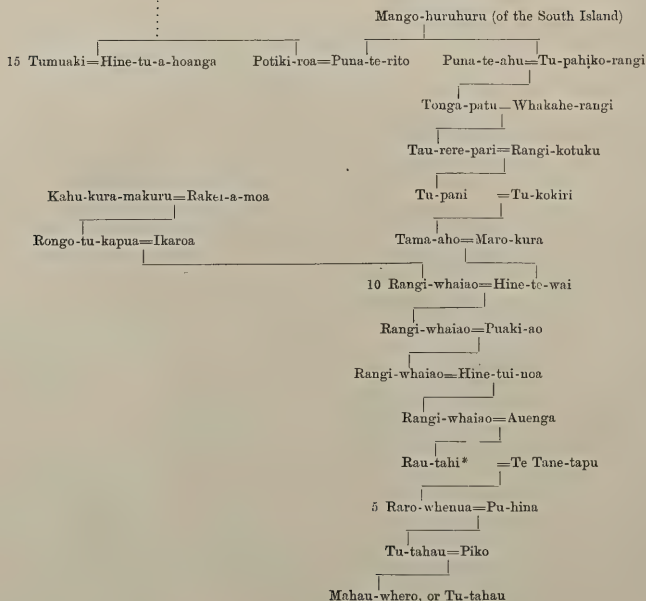 Mango-huruhuru (of the South Island)
15 Tumuaki=Hine-tu-a-hoanga Potiki-roa=Puna-te-rito Puna-te-ahu=Tu-pahiko-rangi
Tonga-patu=Whakahe-rangi
Tau-rere-pari=Rangi-kotuku
Kahu-kura-makuru=Rakei-a-moa Tu-pani =Tu-kokiri
Rongo-tu-kapua=Ikaroa Tama-aho=Maro-kura
10 Rangi-whaiao=Hine-te-wai
Rangi-whaiao=Puaki-ao
Rangi-whaiao=Hine-tui-noa
Rangi-whaiao=Auenga
Rau-tahi* =Te Tane-tapu
5 Raro-whenua=Pu-hina
Tu-tahau=Piko
Mahau-whero, or Tu-tahau